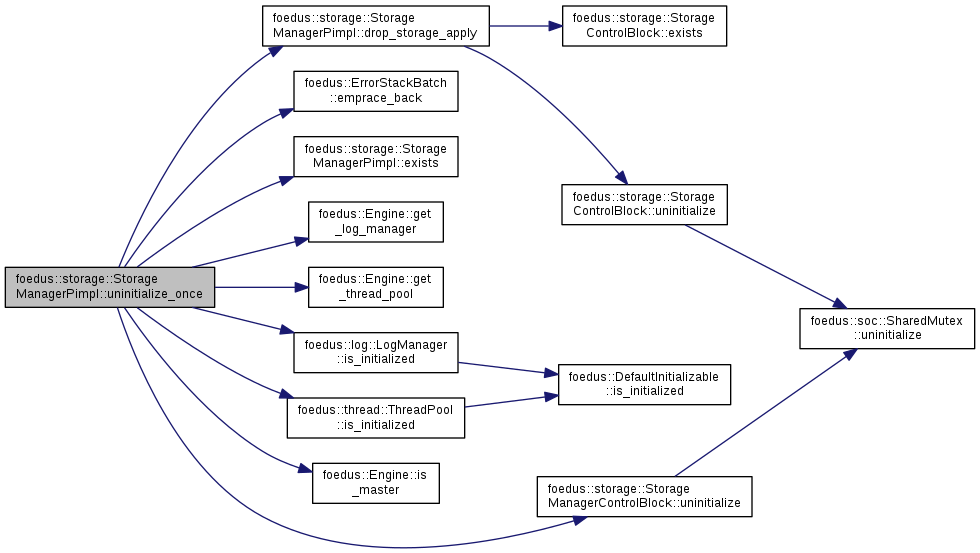 foedus::storage::Storage
ManagerPimpl::uninitialize_once
foedus::storage::Storage
ManagerPimpl::drop_storage_apply
foedus::ErrorStackBatch
::emprace_back
foedus::storage::Storage
ManagerPimpl::exists
foedus::Engine::get
_log_manager
foedus::Engine::get
_thread_pool
foedus::log::LogManager
::is_initialized
foedus::thread::ThreadPool
::is_initialized
foedus::Engine::is
_master
foedus::storage::Storage
ControlBlock::exists
foedus::storage::Storage
ControlBlock::uninitialize
foedus::DefaultInitializable
::is_initialized
foedus::storage::Storage
ManagerControlBlock::uninitialize
foedus::soc::SharedMutex
::uninitialize